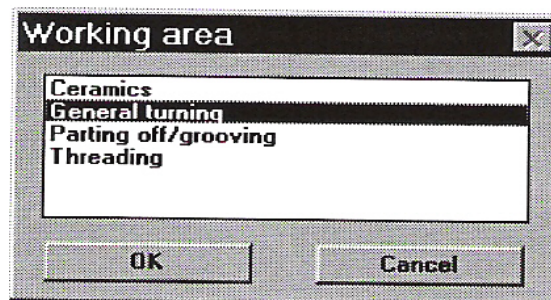 Working area
Ceramics
General turning
Parting off/grooving
Threading
OK
Cancel